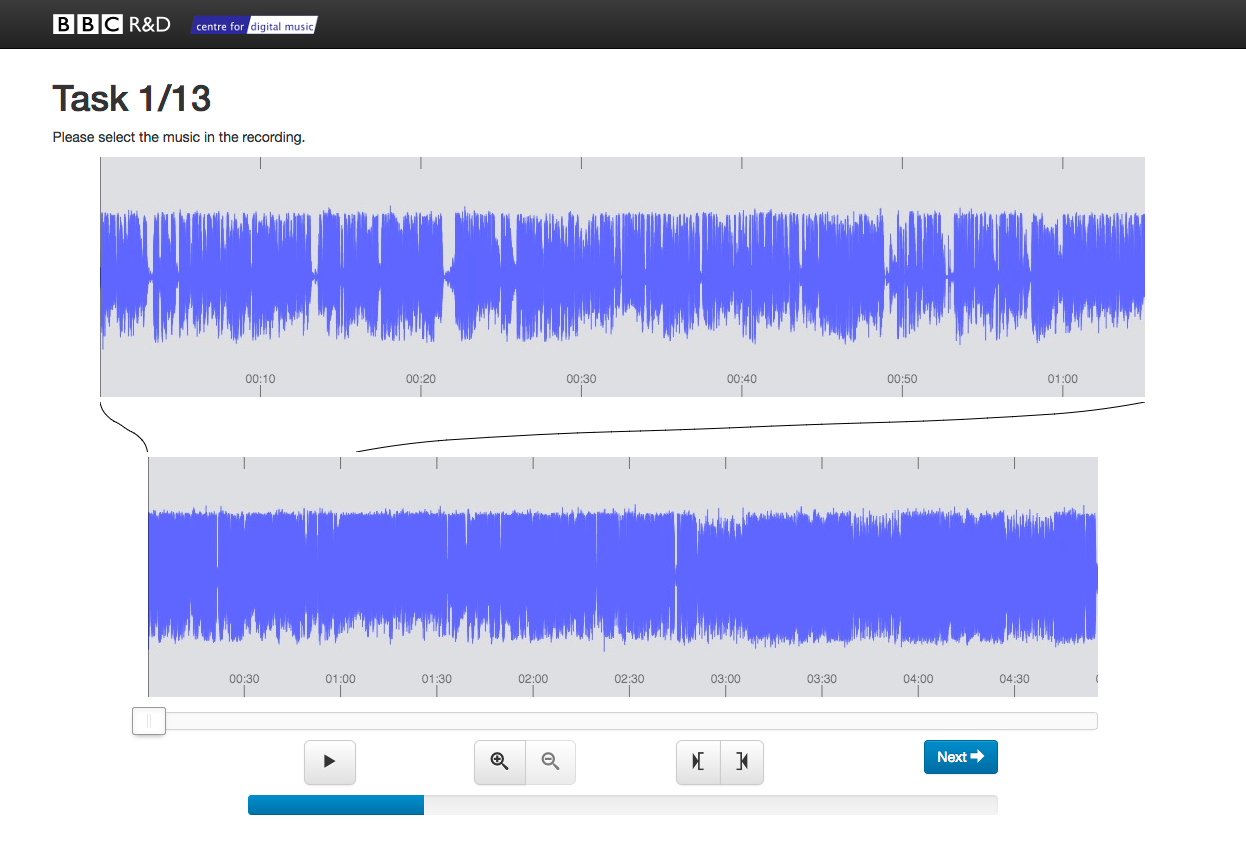 BBC R&D centre for digital music
Task 1/13
Please select the music in the recording.
00:10 00:20 00:30 00:40 00:50 01:00
00:30 01:00 01:30 02:00 02:30 03:00 03:30 04:00 04:30
Next